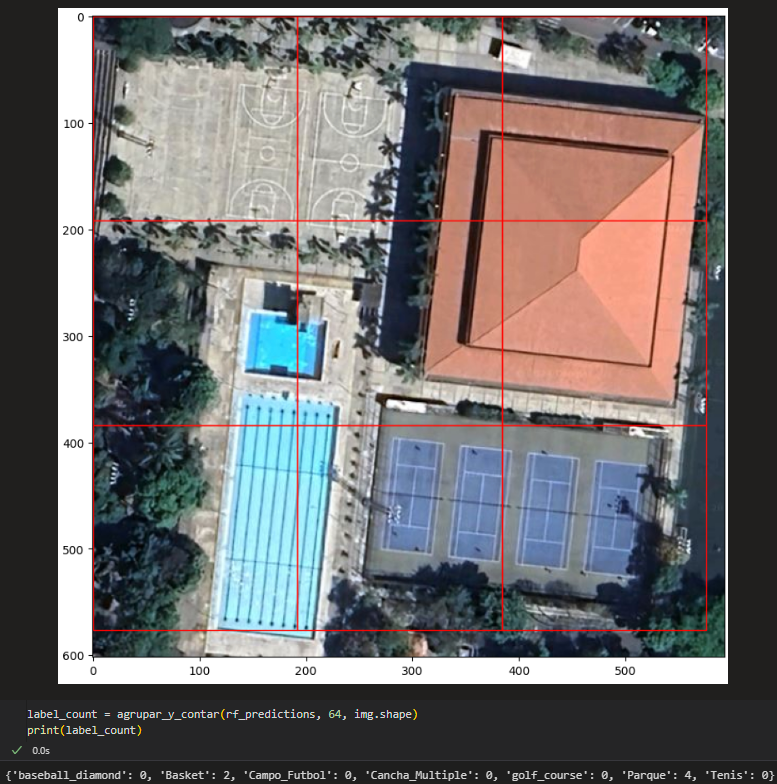 0
100
200
300
400
500
600
0 100 200 300 400 500
label_count = agrupar_y_contar(rf_predictions, 64, img.shape)
print(label_count)
0.0s
{'baseball_diamond': 0, 'Basket': 2, 'Campo_Futbol': 0, 'Cancha_Multiple': 0, 'golf_course': 0, 'Parque': 4, 'Tenis': 0}